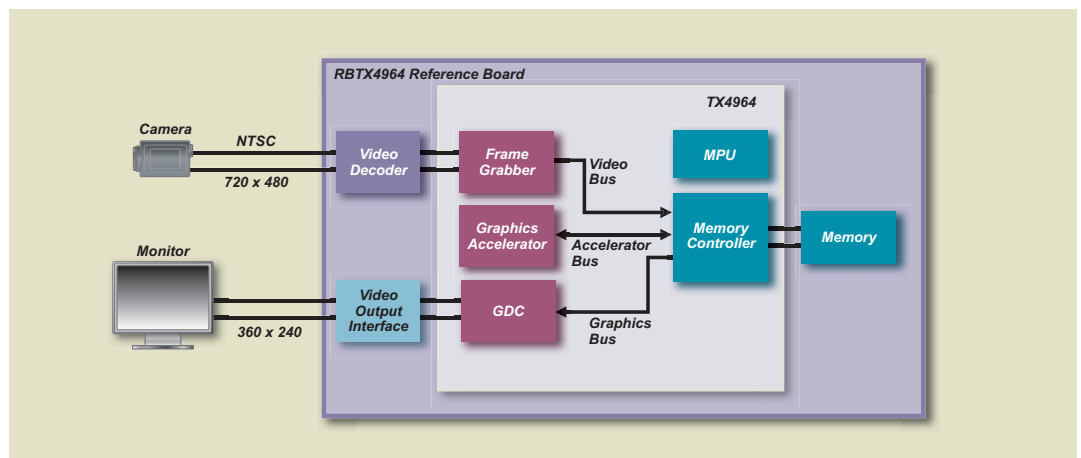 RBTX4964 Reference Board
TX4964
Camera
NTSC
720 x 480
Video
Decoder
Frame
Grabber
Video
Bus
MPU
Graphics
Accelerator
Accelerator
Bus
Memory
Controller
Memory
Monitor
360 x 240
Video
Output
Interface
GDC
Graphics
Bus